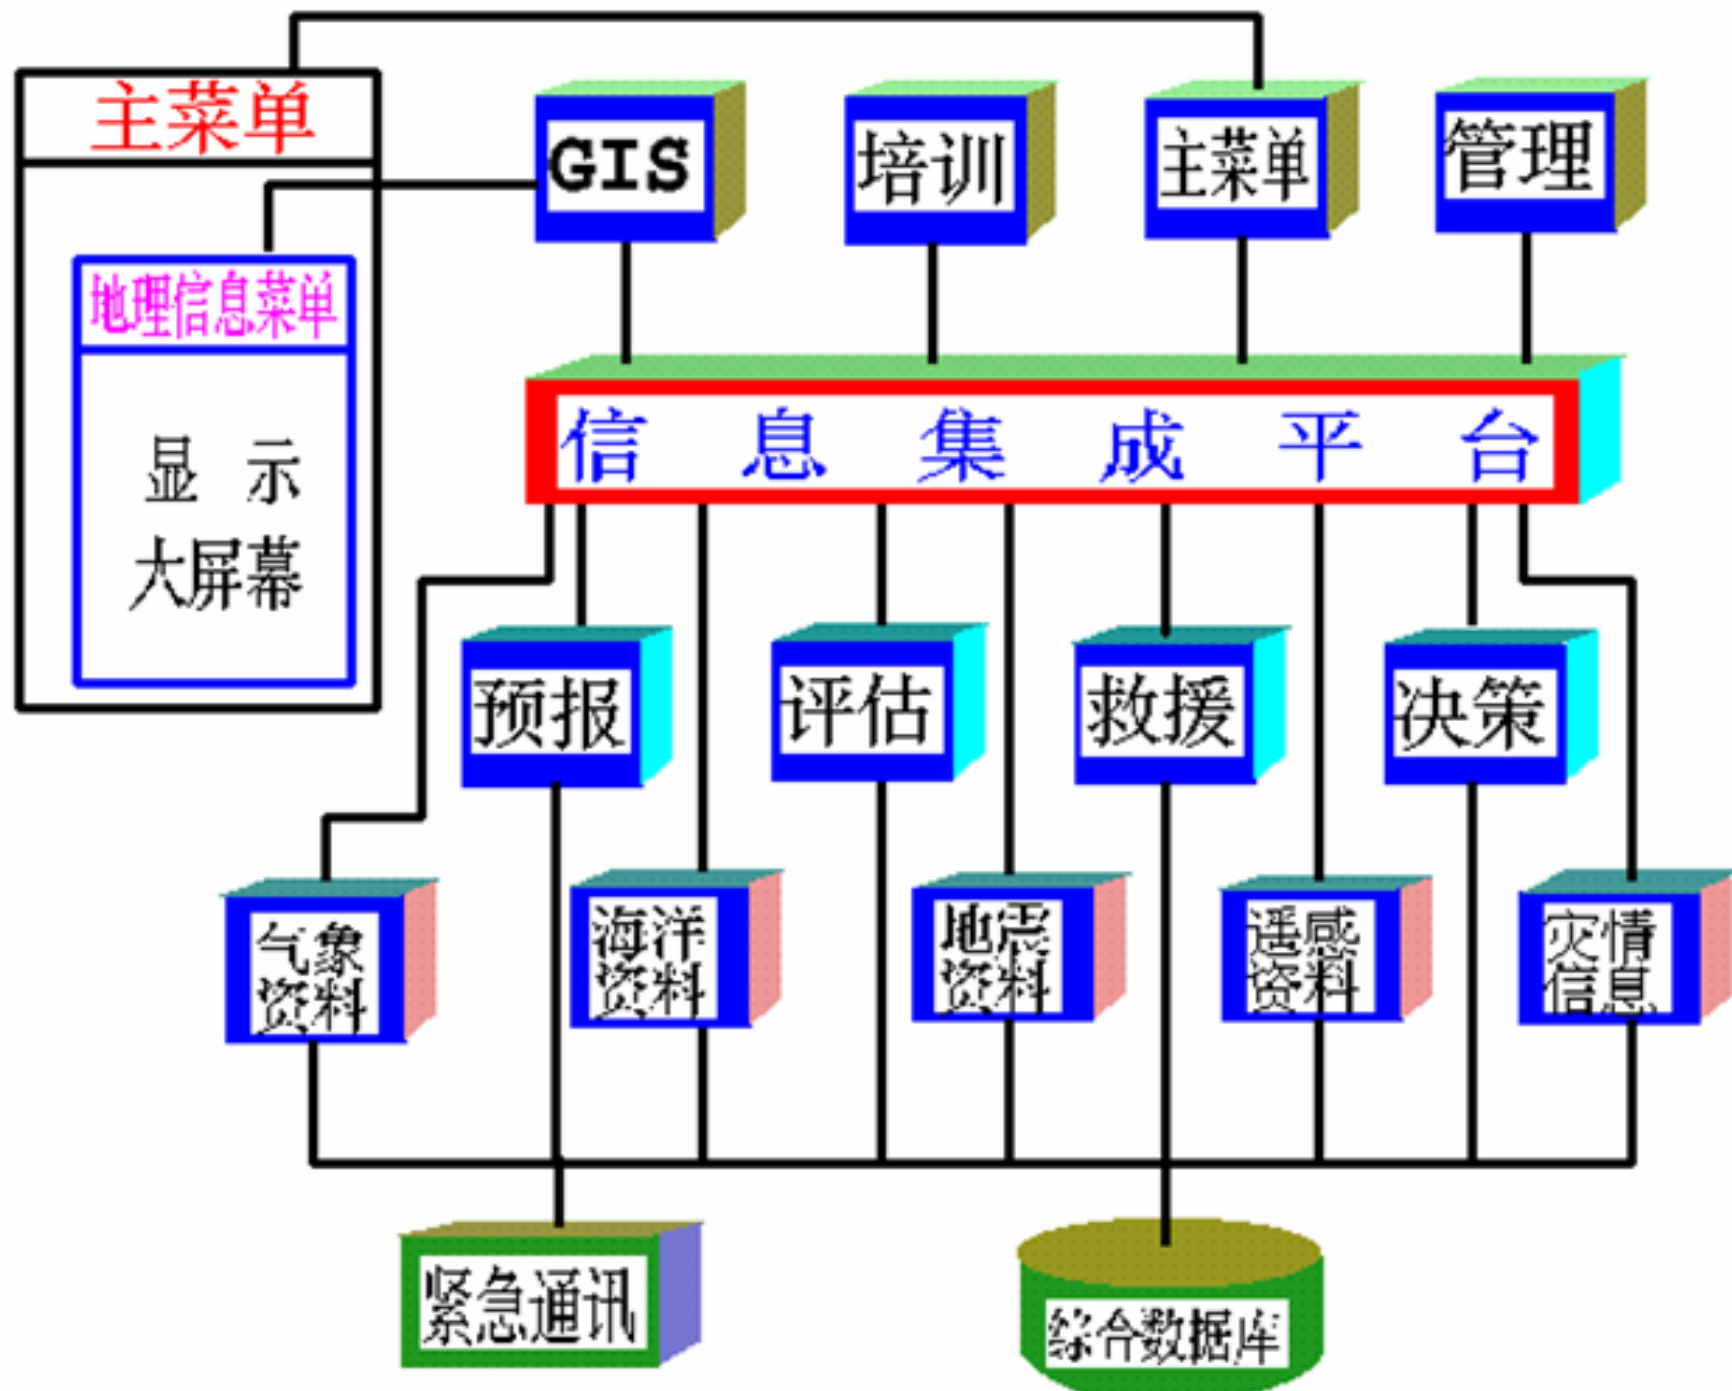 主菜单
GIS
培训
主菜单
管理
地理信息菜单
显 示
大屏幕
信 息 集 成 平 台
预报
评估
救援
决策
气象
资料
海洋
资料
地震
资料
遥感
资料
灾情
信息
紧急通讯
综合数据库